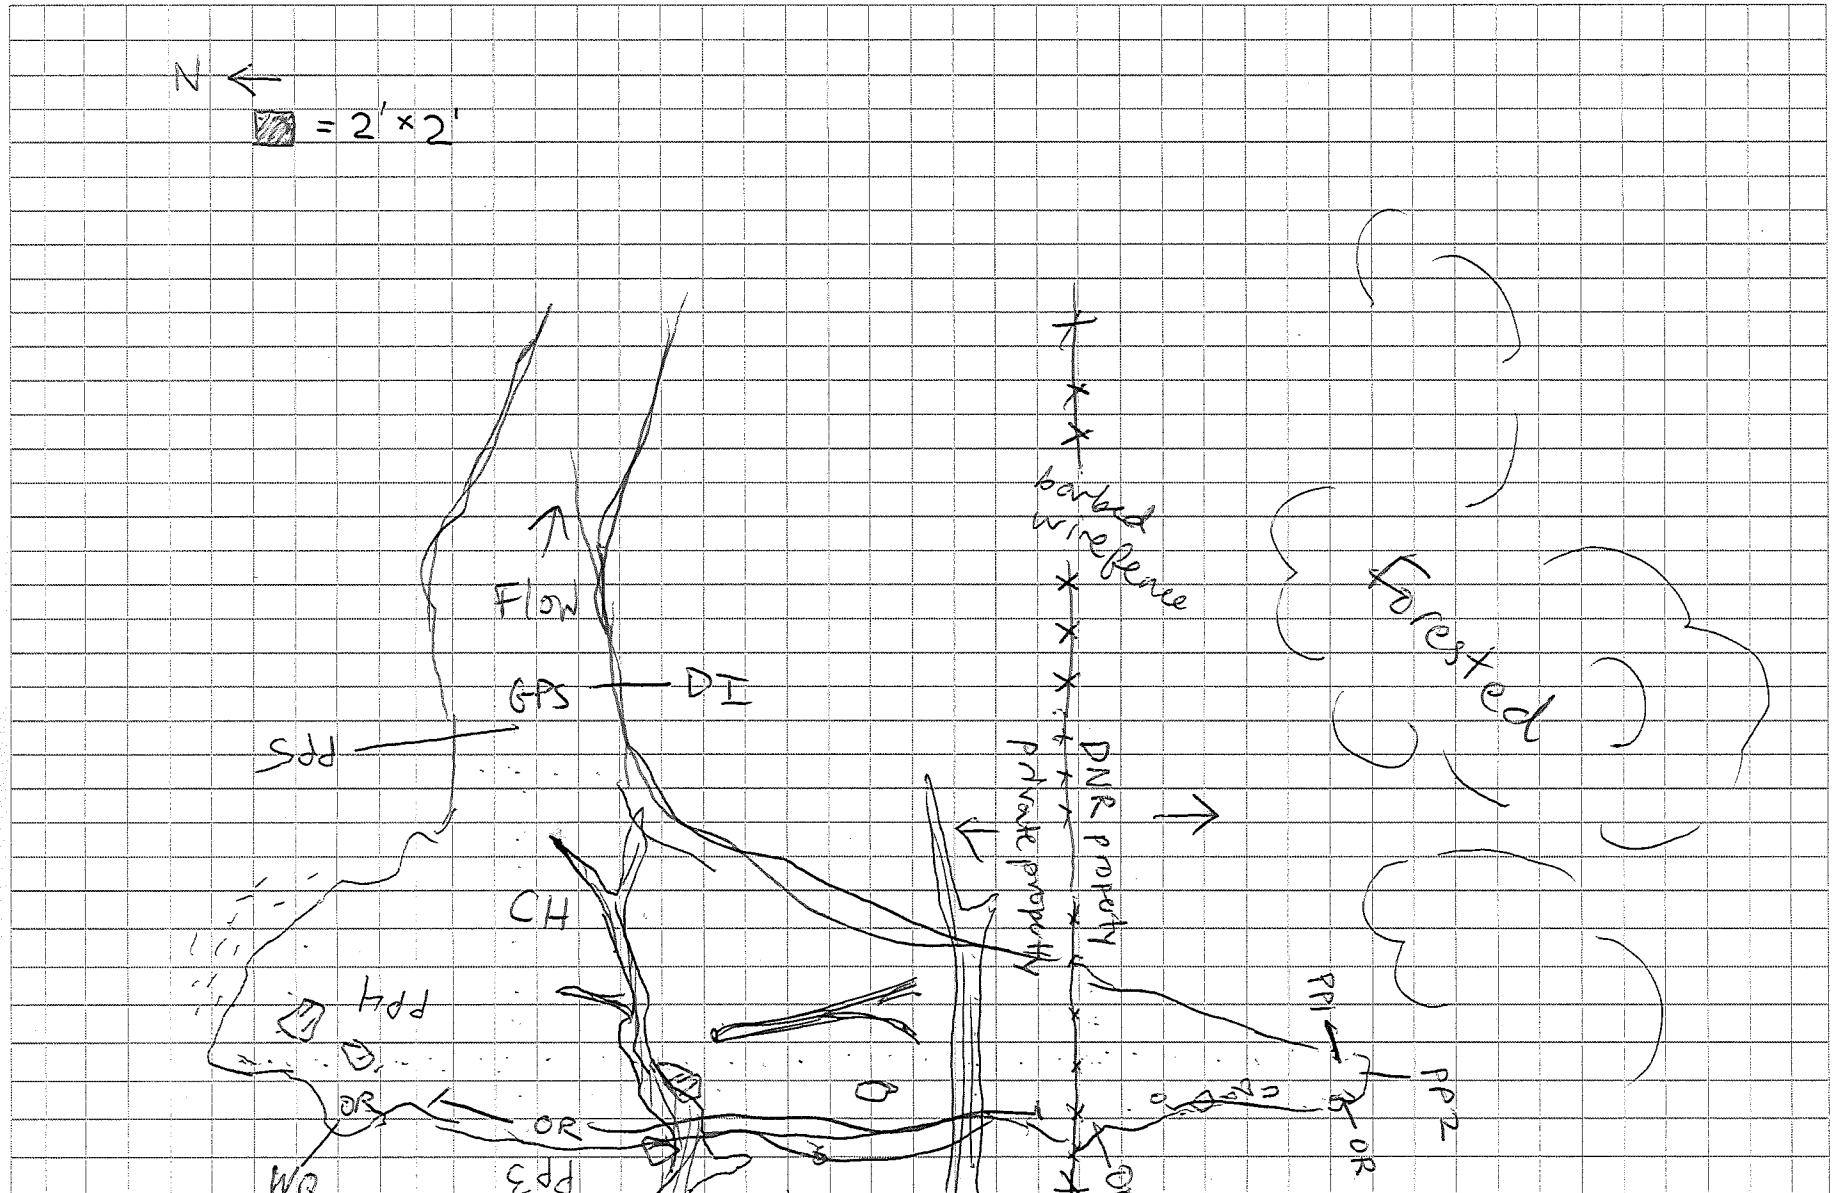 N
= 2' x 2'
barbed
wire fence
Forested
Flow
GPS
DI
PP5
DNR property
private property
CH
PP1
PP4
PP2
OR
OR
OR
WO
PP3